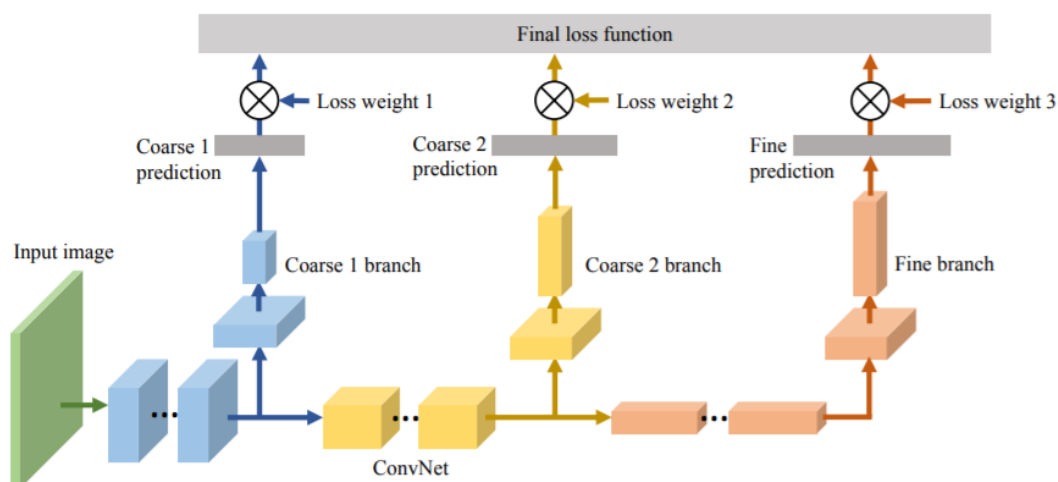 Final loss function
Loss weight 1
Loss weight 2
Loss weight 3
Coarse 1
prediction
Coarse 2
prediction
Fine
prediction
Input image
Coarse 1 branch
Coarse 2 branch
Fine branch
...
...
...
ConvNet